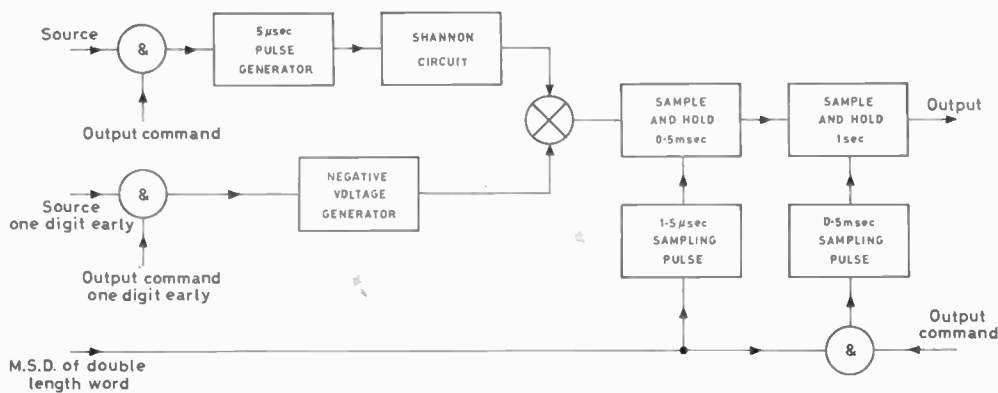 Source
&
Output command
5μsec
PULSE
GENERATOR
SHANNON
CIRCUIT
SAMPLE
AND HOLD
0·5msec
SAMPLE
AND HOLD
1sec
Output
Source
one digit early
&
Output command
one digit early
NEGATIVE
VOLTAGE
GENERATOR
1·5μsec
SAMPLING
PULSE
0·5msec
SAMPLING
PULSE
Output
command
&
M.S.D. of double
length word